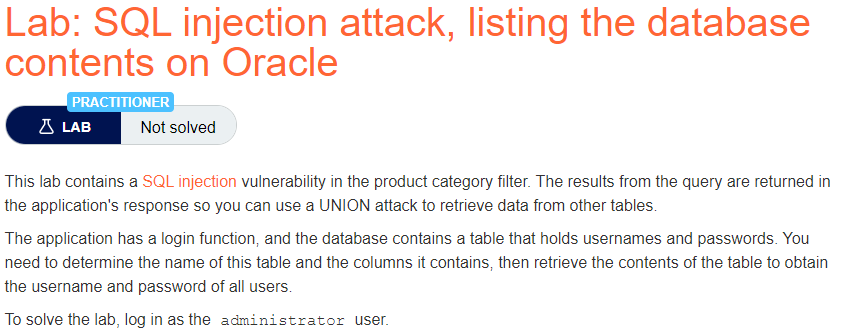 Lab: SQL injection attack, listing the database
contents on Oracle
PRACTITIONER
LAB
Not solved
This lab contains a SQL injection vulnerability in the product category filter. The results from the query are returned in
the application's response so you can use a UNION attack to retrieve data from other tables.
The application has a login function, and the database contains a table that holds usernames and passwords. You
need to determine the name of this table and the columns it contains, then retrieve the contents of the table to obtain
the username and password of all users.
To solve the lab, log in as the administrator user.